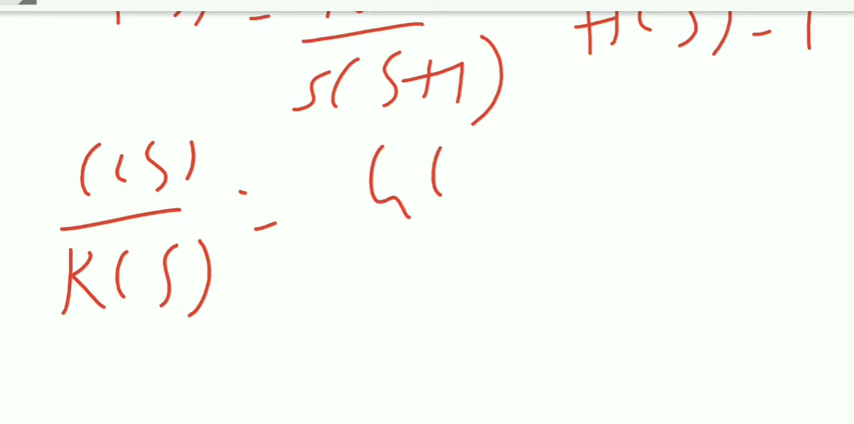 ) = / s(s+1) H(s) = 1
C(s) / R(s) = G(